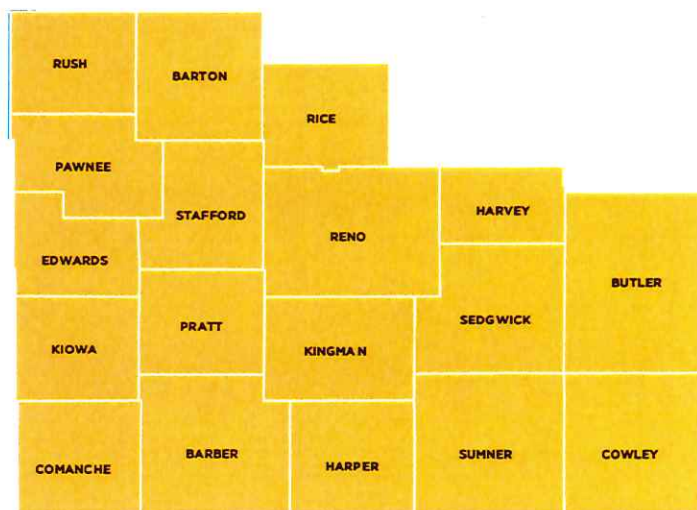 RUSH
BARTON
RICE
PAWNEE
STAFFORD
RENO
HARVEY
EDWARDS
BUTLER
PRATT
KIOWA
KINGMAN
SEDGWICK
COMANCHE
BARBER
HARPER
SUMNER
COWLEY